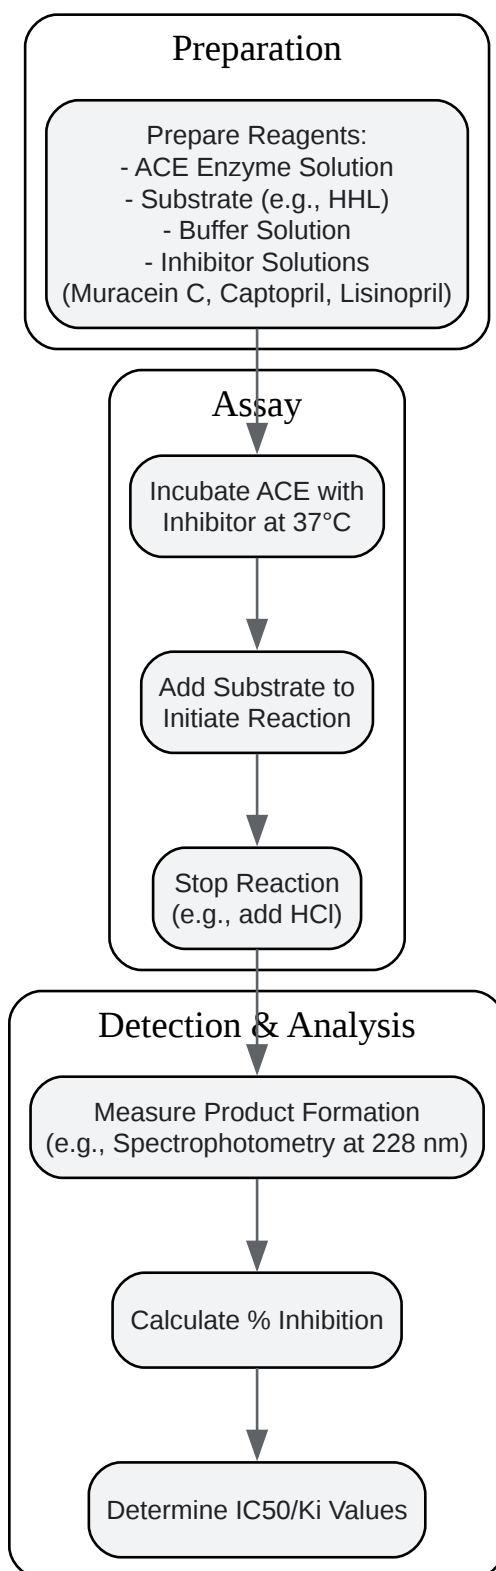 Preparation
Prepare Reagents:
- ACE Enzyme Solution
- Substrate (e.g., HHL)
- Buffer Solution
- Inhibitor Solutions
(Muracein C, Captopril, Lisinopril)
Assay
Incubate ACE with
Inhibitor at 37°C
Add Substrate to
Initiate Reaction
Stop Reaction
(e.g., add HCl)
Detection & Analysis
Measure Product Formation
(e.g., Spectrophotometry at 228 nm)
Calculate % Inhibition
Determine IC50/Ki Values